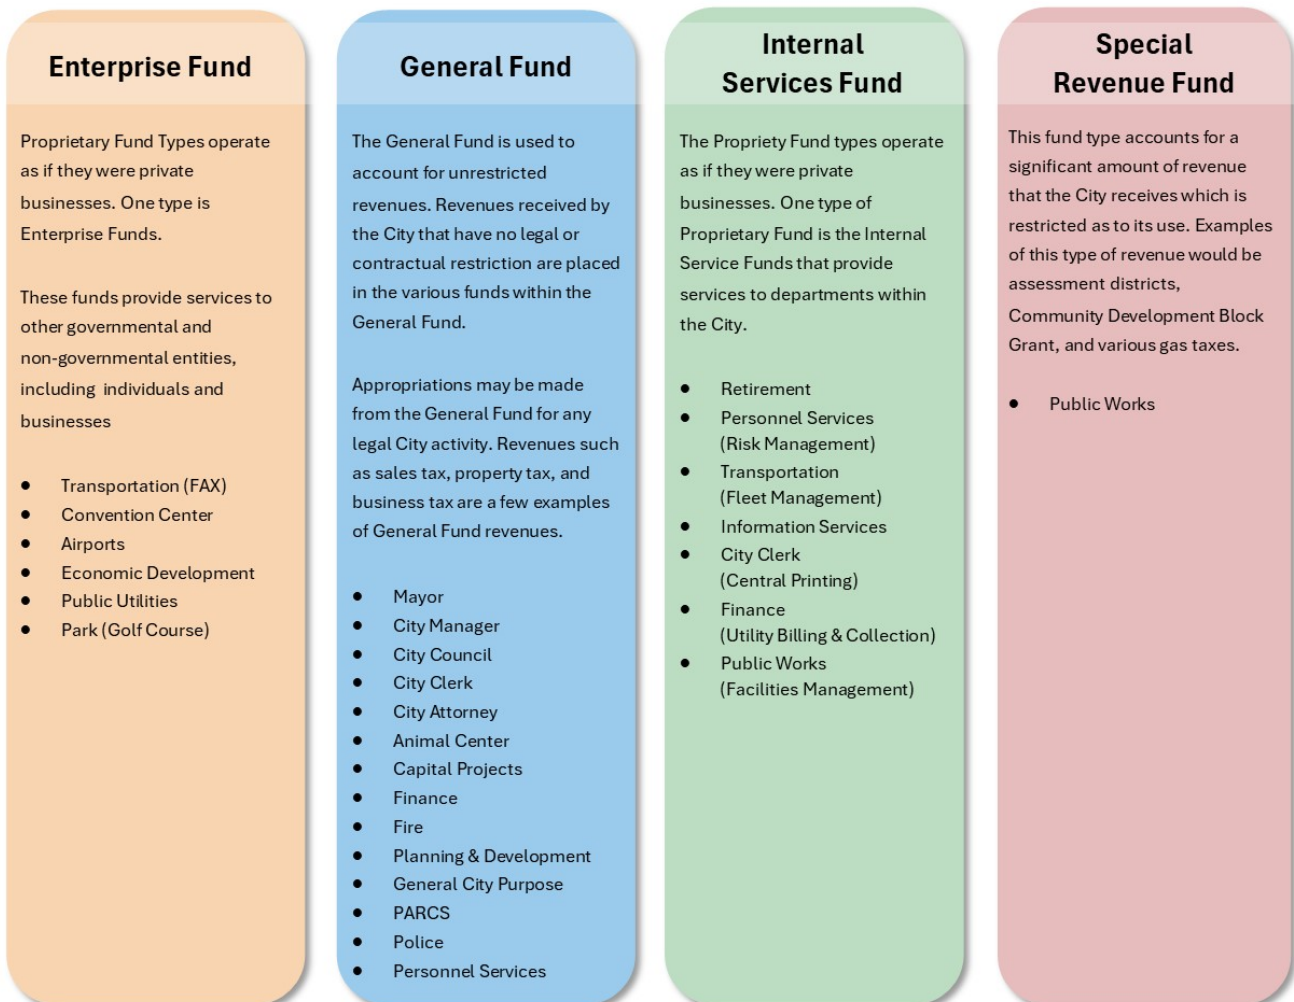 Enterprise Fund
Proprietary Fund Types operate
as if they were private
businesses. One type is
Enterprise Funds.
These funds provide services to
other governmental and
non-governmental entities,
including individuals and
businesses
● Transportation (FAX)
● Convention Center
● Airports
● Economic Development
● Public Utilities
● Park (Golf Course)
General Fund
The General Fund is used to
account for unrestricted
revenues. Revenues received by
the City that have no legal or
contractual restriction are placed
in the various funds within the
General Fund.
Appropriations may be made
from the General Fund for any
legal City activity. Revenues such
as sales tax, property tax, and
business tax are a few examples
of General Fund revenues.
● Mayor
● City Manager
● City Council
● City Clerk
● City Attorney
● Animal Center
● Capital Projects
● Finance
● Fire
● Planning & Development
● General City Purpose
● PARCS
● Police
● Personnel Services
Internal
Services Fund
The Propriety Fund types operate
as if they were private
businesses. One type of
Proprietary Fund is the Internal
Service Funds that provide
services to departments within
the City.
● Retirement
● Personnel Services
(Risk Management)
● Transportation
(Fleet Management)
● Information Services
● City Clerk
(Central Printing)
● Finance
(Utility Billing & Collection)
● Public Works
(Facilities Management)
Special
Revenue Fund
This fund type accounts for a
significant amount of revenue
that the City receives which is
restricted as to its use. Examples
of this type of revenue would be
assessment districts,
Community Development Block
Grant, and various gas taxes.
● Public Works